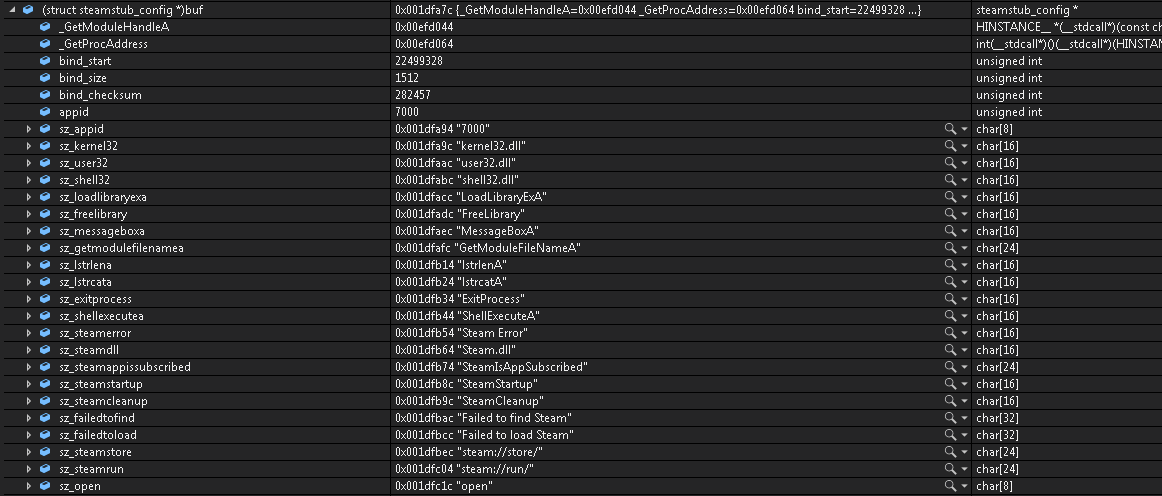 (struct steamstub_config *)buf 0x001dfa7c {_GetModuleHandleA=0x00efd044 _GetProcAddress=0x00efd064 bind_start=22499328 ...} steamstub_config *
_GetModuleHandleA 0x00efd044 HINSTANCE__ *(__stdcall*)(const ch
_GetProcAddress 0x00efd064 int(__stdcall*)()(__stdcall*)(HINSTAN
bind_start 22499328 unsigned int
bind_size 1512 unsigned int
bind_checksum 282457 unsigned int
appid 7000 unsigned int
sz_appid 0x001dfa94 "7000" char[8]
sz_kernel32 0x001dfa9c "kernel32.dll" char[16]
sz_user32 0x001dfaac "user32.dll" char[16]
sz_shell32 0x001dfabc "shell32.dll" char[16]
sz_loadlibraryexa 0x001dfacc "LoadLibraryExA" char[16]
sz_freelibrary 0x001dfadc "FreeLibrary" char[16]
sz_messageboxa 0x001dfaec "MessageBoxA" char[16]
sz_getmodulefilenamea 0x001dfafc "GetModuleFileNameA" char[24]
sz_lstrlena 0x001dfb14 "lstrlenA" char[16]
sz_lstrcata 0x001dfb24 "lstrcatA" char[16]
sz_exitprocess 0x001dfb34 "ExitProcess" char[16]
sz_shellexecutea 0x001dfb44 "ShellExecuteA" char[16]
sz_steamerror 0x001dfb54 "Steam Error" char[16]
sz_steamdll 0x001dfb64 "Steam.dll" char[16]
sz_steamappissubscribed 0x001dfb74 "SteamIsAppSubscribed" char[24]
sz_steamstartup 0x001dfb8c "SteamStartup" char[16]
sz_steamcleanup 0x001dfb9c "SteamCleanup" char[16]
sz_failedtofind 0x001dfbac "Failed to find Steam" char[32]
sz_failedtoload 0x001dfbcc "Failed to load Steam" char[32]
sz_steamstore 0x001dfbec "steam://store/" char[24]
sz_steamrun 0x001dfc04 "steam://run/" char[24]
sz_open 0x001dfc1c "open" char[8]